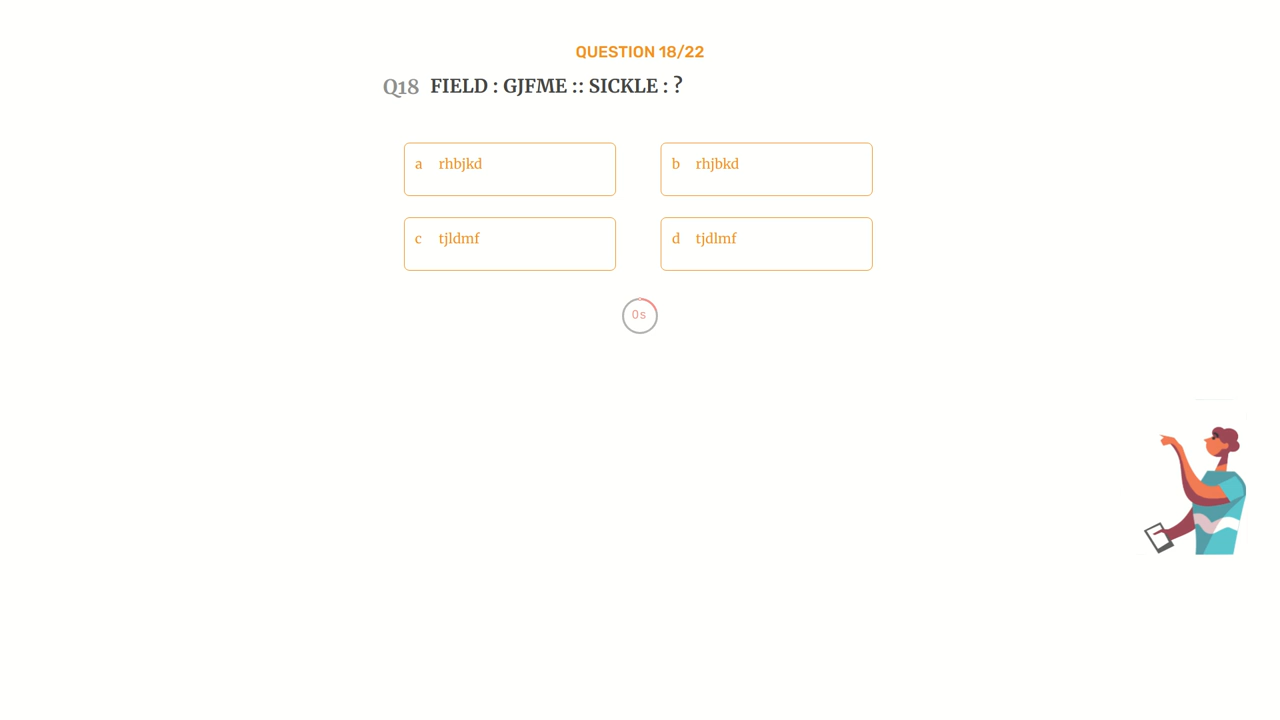 QUESTION 18/22
Q18 FIELD : GJFME :: SICKLE : ?
a rhbjkd
b rhjbkd
c tjldmf
d tjdlmf
0s